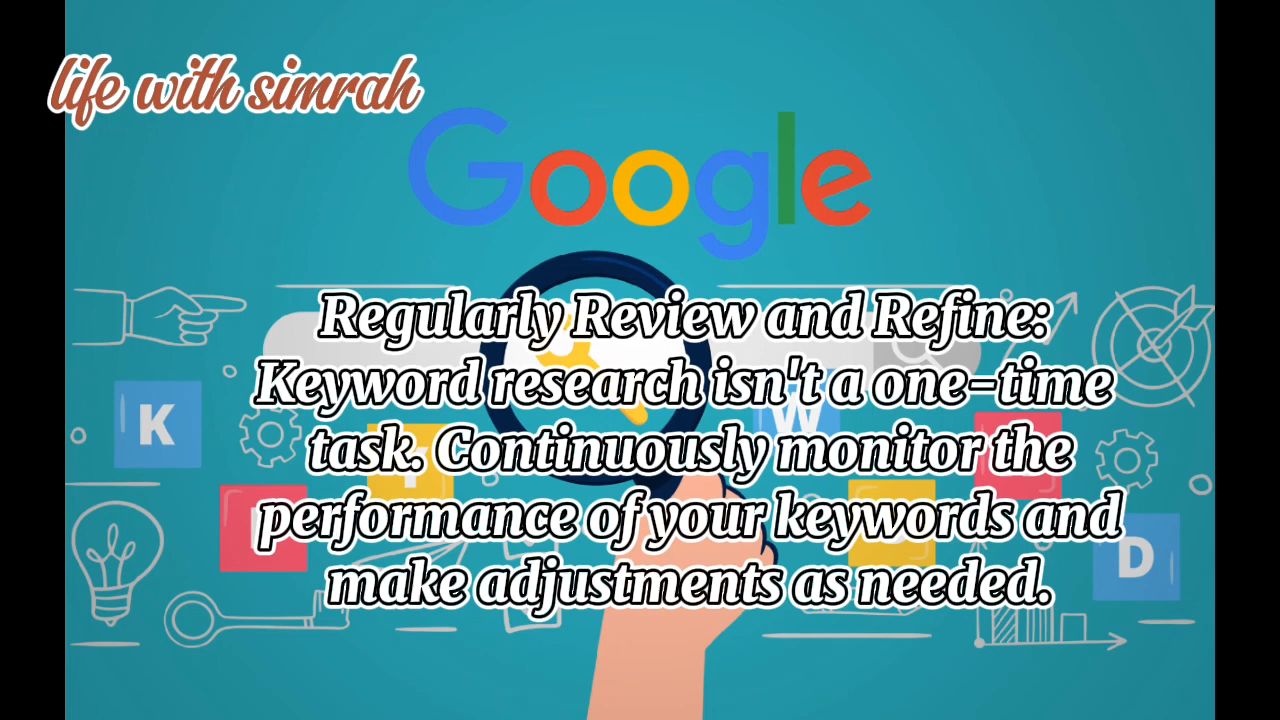 life with simrah
Google
Regularly Review and Refine:
Keyword research isn't a one-time
task. Continuously monitor the
performance of your keywords and
make adjustments as needed.
K
Y
W
D